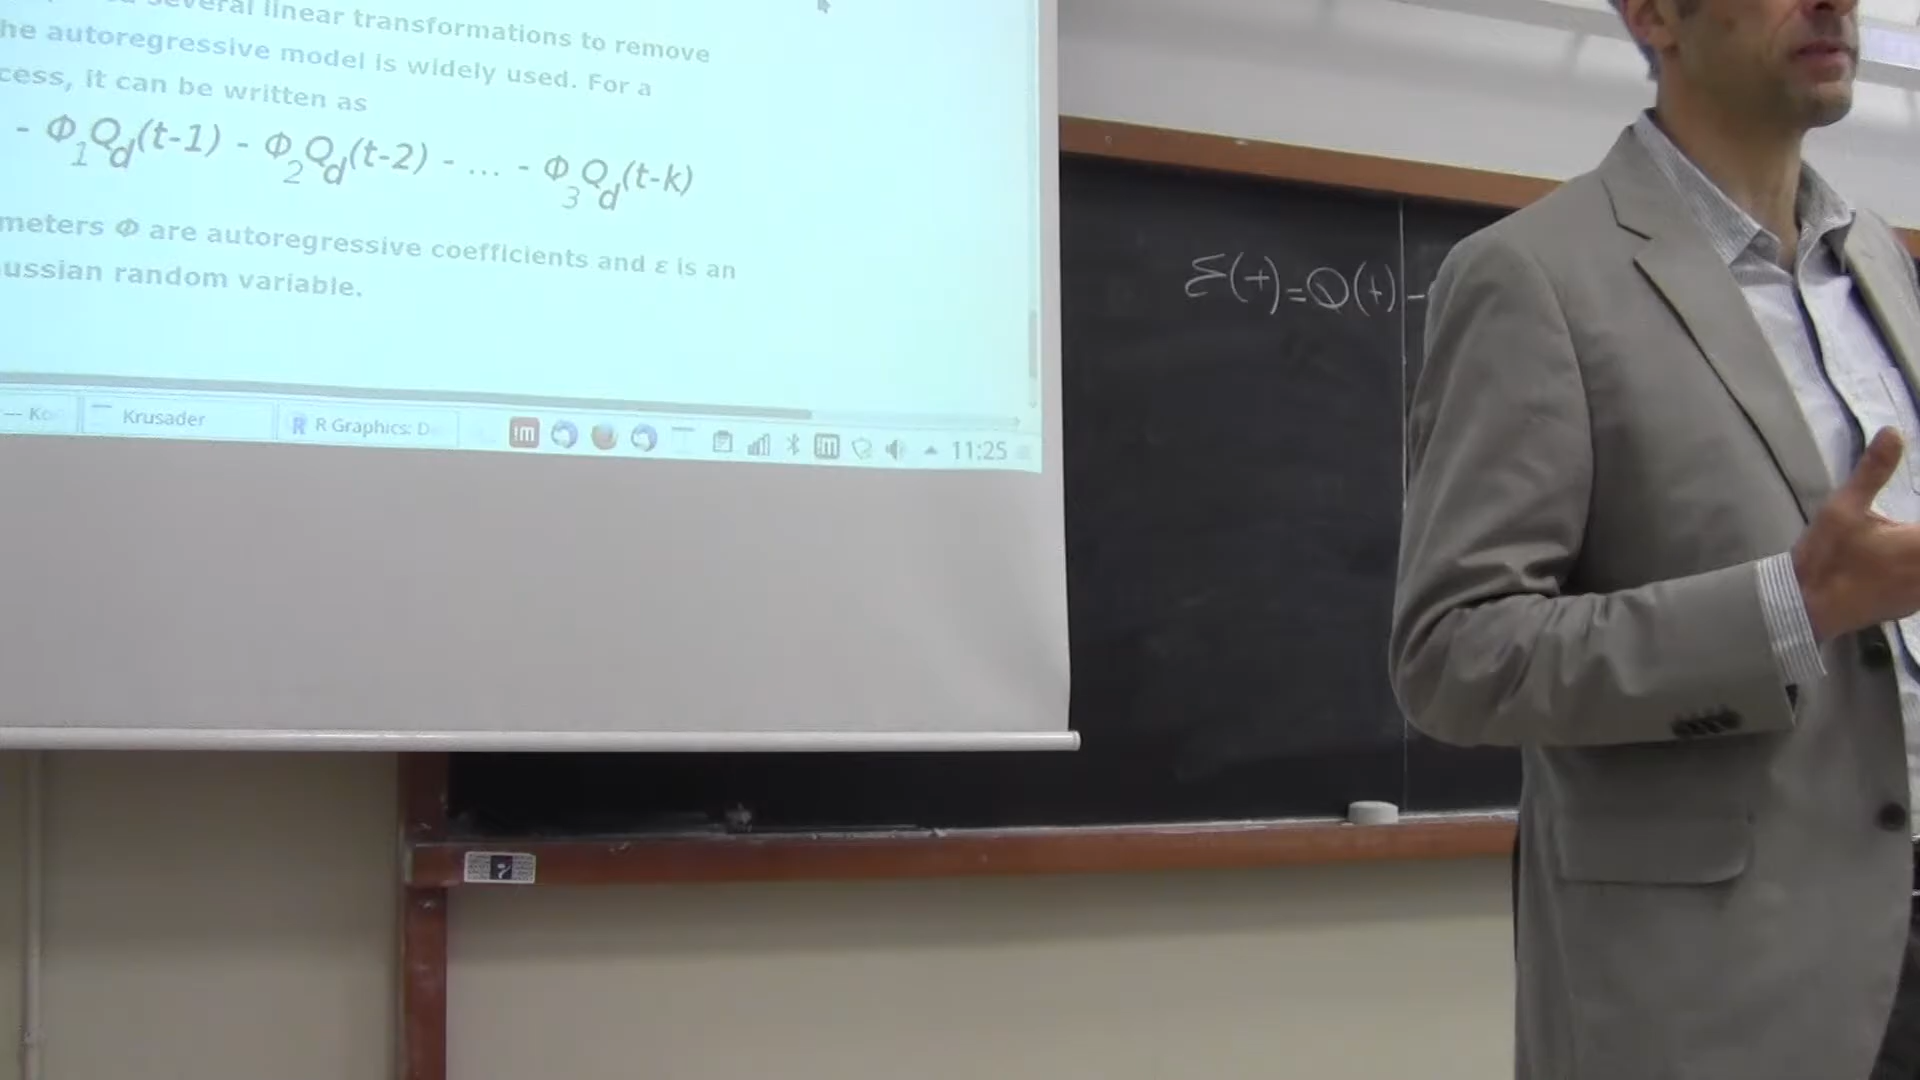 several linear transformations to remove
he autoregressive model is widely used. For a
cess, it can be written as
- Φ1Qd(t-1) - Φ2Qd(t-2) - ... - Φ3Qd(t-k)
meters Φ are autoregressive coefficients and ε is an
ussian random variable.
Krusader
R Graphics: D
11:25
Ɛ(t)=Q(t)-